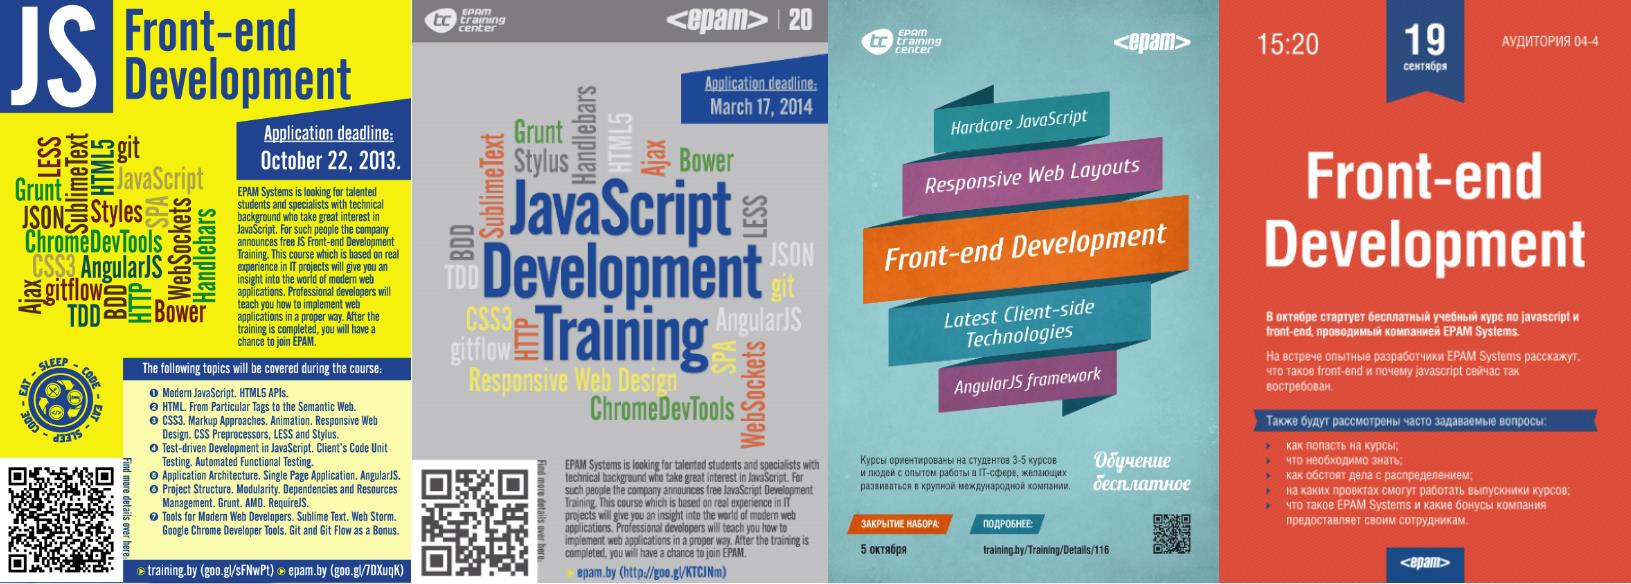 JS
Front-end
Development
Application deadline:
October 22, 2013.
LESS
SublimeText
HTML5
git
JavaScript
Grunt
JSON
Styles
SPA
WebSockets
Handlebars
ChromeDevTools
CSS3
AngularJS
Ajax
gitflow
BDD
HTTP
TDD
Bower
EPAM Systems is looking for talented
students and specialists with technical
background who take great interest in
JavaScript. For such people the company
announces free JS Front-end Development
Training. This course which is based on real
experience in IT projects will give you an
insight into the world of modern web
applications. Professional developers will
teach you how to implement web
applications in a proper way. After the
training is completed, you will have a
chance to join EPAM.
EAT - SLEEP - CODE - EAT - SLEEP - CODE -
The following topics will be covered during the course:
1 Modern JavaScript. HTML5 APIs.
2 HTML. From Particular Tags to the Semantic Web.
3 CSS3. Markup Approaches. Animation. Responsive Web
Design. CSS Preprocessors, LESS and Stylus.
4 Test-driven Development in JavaScript. Client's Code Unit
Testing. Automated Functional Testing.
5 Application Architecture. Single Page Application. AngularJS.
6 Project Structure. Modularity. Dependencies and Resources
Management. Grunt. AMD. RequireJS.
7 Tools for Modern Web Developers. Sublime Text. Web Storm.
Google Chrome Developer Tools. Git and Git Flow as a Bonus.
Find more details over here:
training.by (goo.gl/sFNwPt) epam.by (goo.gl/7DXuqK)
tc EPAM
training
center
<epam> | 20
Application deadline:
March 17, 2014
Grunt
Stylus
Handlebars
HTML5
Ajax
Bower
SublimeText
JavaScript
LESS
BDD
TDD
Development
JSON
git
CSS3
HTTP
Training
AngularJS
gitflow
SPA
WebSockets
Responsive Web Design
ChromeDevTools
Find more details over here:
EPAM Systems is looking for talented students and specialists with
technical background who take great interest in JavaScript. For
such people the company announces free JavaScript Development
Training. This course which is based on real experience in IT
projects will give you an insight into the world of modern web
applications. Professional developers will teach you how to
implement web applications in a proper way. After the training is
completed, you will have a chance to join EPAM.
epam.by (http://goo.gl/KTCJNm)
tc EPAM
training
center
<epam>
Hardcore JavaScript
Responsive Web Layouts
Front-end Development
Latest Client-side
Technologies
AngularJS framework
Курсы ориентированы на студентов 3-5 курсов
и людей с опытом работы в IT-сфере, желающих
развиваться в крупной международной компании.
Обучение
бесплатное
ЗАКРЫТИЕ НАБОРА:
ПОДРОБНЕЕ:
5 октября
training.by/Training/Details/116
15:20
19
сентября
АУДИТОРИЯ 04-4
Front-end
Development
В октябре стартует бесплатный учебный курс по javascript и
front-end, проводимый компанией EPAM Systems.
На встрече опытные разработчики EPAM Systems расскажут,
что такое front-end и почему javascript сейчас так
востребован.
Также будут рассмотрены часто задаваемые вопросы:
как попасть на курсы;
что необходимо знать;
как обстоят дела с распределением;
на каких проектах смогут работать выпускники курсов;
что такое EPAM Systems и какие бонусы компания
предоставляет своим сотрудникам.
<epam>